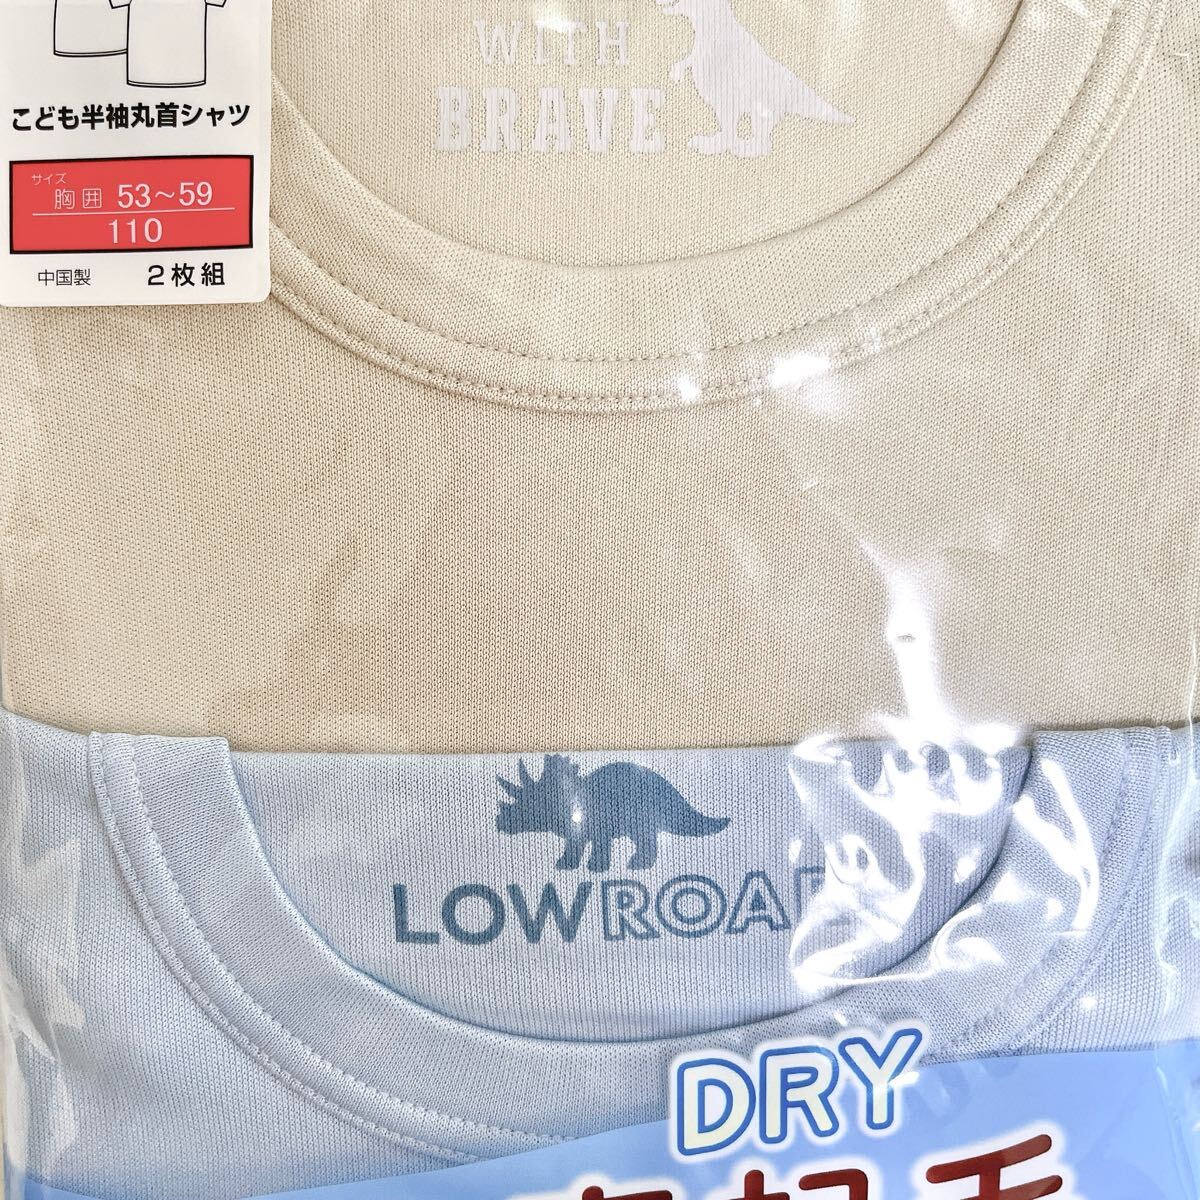 WITH
BRAVE
こども半袖丸首シャツ
サイズ
胸囲 53～59
110
中国製 2枚組
LOWROA
DRY